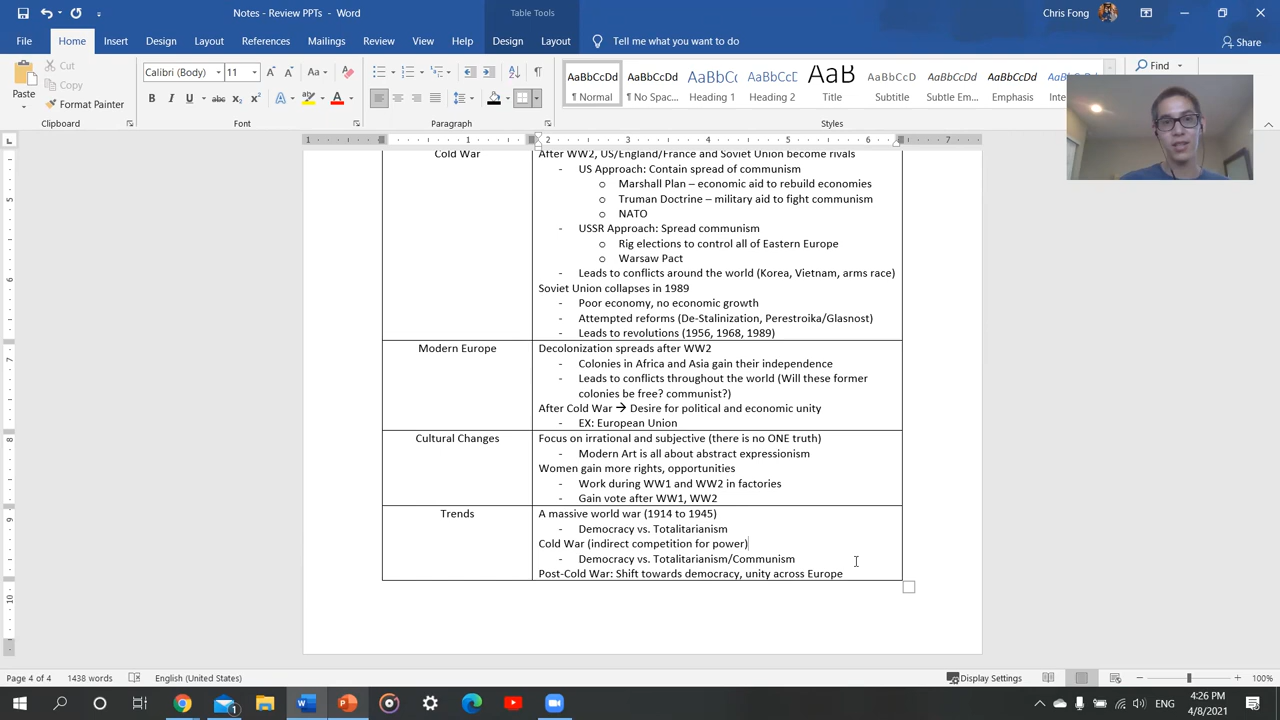 Notes - Review PPTs - Word
Table Tools
Chris Fong
File Home Insert Design Layout References Mailings Review View Help Design Layout Tell me what you want to do Share
Cut
Copy
Format Painter
Paste
Calibri (Body) 11
AaBbCcDd AaBbCcDd AaBbC AaBbCcE AaB AaBbCcD AaBbCcDd AaBbCcDd
¶ Normal ¶ No Spac... Heading 1 Heading 2 Title Subtitle Subtle Em... Emphasis
Find
Clipboard Font Paragraph Styles
1 2 3 4 5 6 7
Cold War
After WW2, US/England/France and Soviet Union become rivals
- US Approach: Contain spread of communism
o Marshall Plan – economic aid to rebuild economies
o Truman Doctrine – military aid to fight communism
o NATO
- USSR Approach: Spread communism
o Rig elections to control all of Eastern Europe
o Warsaw Pact
- Leads to conflicts around the world (Korea, Vietnam, arms race)
Soviet Union collapses in 1989
- Poor economy, no economic growth
- Attempted reforms (De-Stalinization, Perestroika/Glasnost)
- Leads to revolutions (1956, 1968, 1989)
Modern Europe
Decolonization spreads after WW2
- Colonies in Africa and Asia gain their independence
- Leads to conflicts throughout the world (Will these former
colonies be free? communist?)
After Cold War → Desire for political and economic unity
- EX: European Union
Cultural Changes
Focus on irrational and subjective (there is no ONE truth)
- Modern Art is all about abstract expressionism
Women gain more rights, opportunities
- Work during WW1 and WW2 in factories
- Gain vote after WW1, WW2
Trends
A massive world war (1914 to 1945)
- Democracy vs. Totalitarianism
Cold War (indirect competition for power)
- Democracy vs. Totalitarianism/Communism
Post-Cold War: Shift towards democracy, unity across Europe
Page 4 of 4 1438 words English (United States) Display Settings 100%
ENG
4:26 PM
4/8/2021